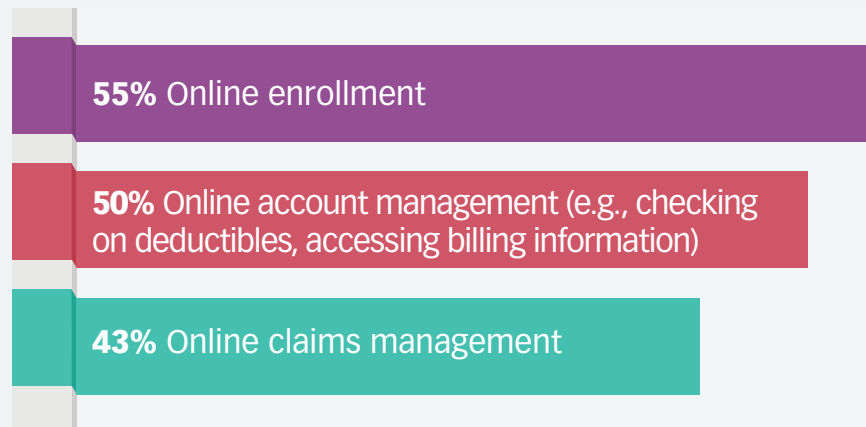 55% Online enrollment
50% Online account management (e.g., checking
on deductibles, accessing billing information)
43% Online claims management